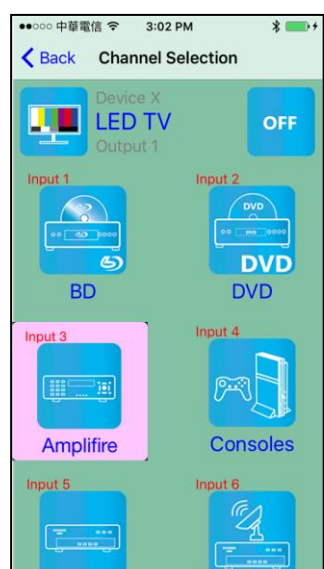 中華電信 3:02 PM
Back Channel Selection
Device X
LED TV
Output 1
OFF
Input 1 Input 2
DVD
DVD
BD DVD
Input 3 Input 4
Amplifire Consoles
Input 5 Input 6